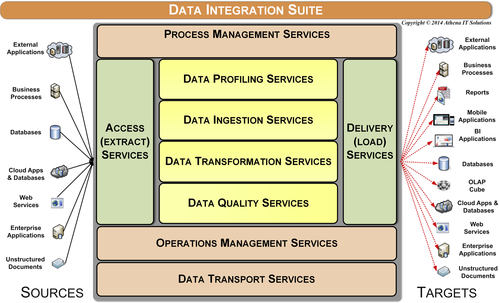 DATA INTEGRATION SUITE
Copyright © 2014 Athena IT Solutions
PROCESS MANAGEMENT SERVICES
External
Applications
Business
Processes
Databases
Cloud Apps
& Databases
Web
Services
Enterprise
Applications
Unstructured
Documents
SOURCES
ACCESS
(EXTRACT)
SERVICES
DATA PROFILING SERVICES
DATA INGESTION SERVICES
DATA TRANSFORMATION SERVICES
DATA QUALITY SERVICES
DELIVERY
(LOAD)
SERVICES
OPERATIONS MANAGEMENT SERVICES
DATA TRANSPORT SERVICES
External
Applications
Business
Processes
Reports
Mobile
Applications
BI
Applications
Databases
OLAP
Cube
Cloud Apps &
Databases
Web
Services
Enterprise
Applications
Unstructured
Documents
TARGETS